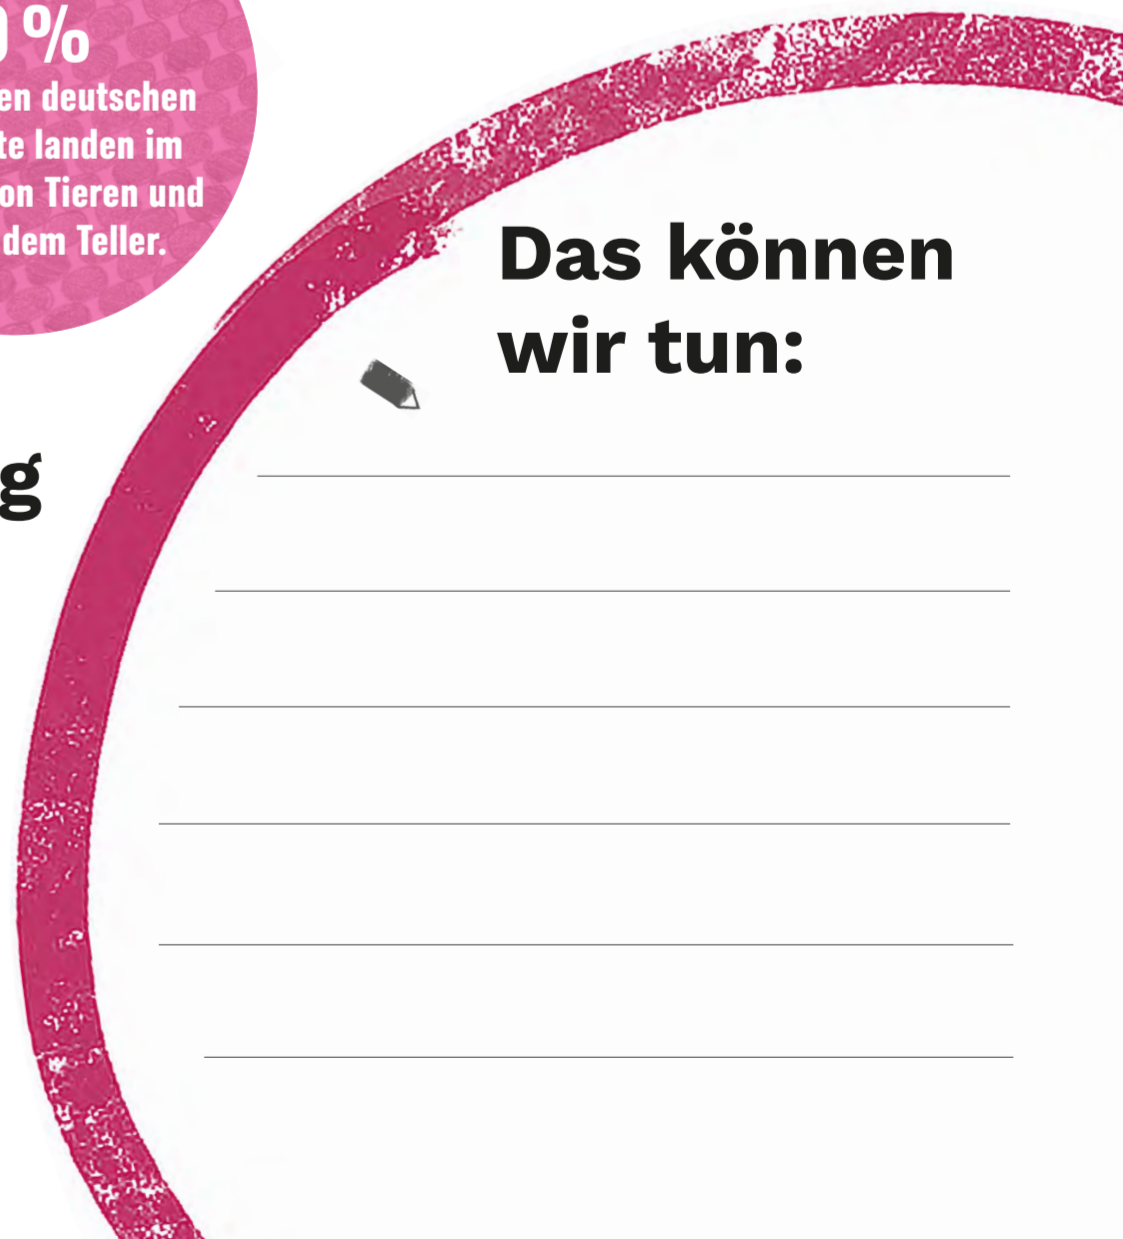 %
en deutschen
te landen im
on Tieren und
dem Teller.
Das können
wir tun:
g